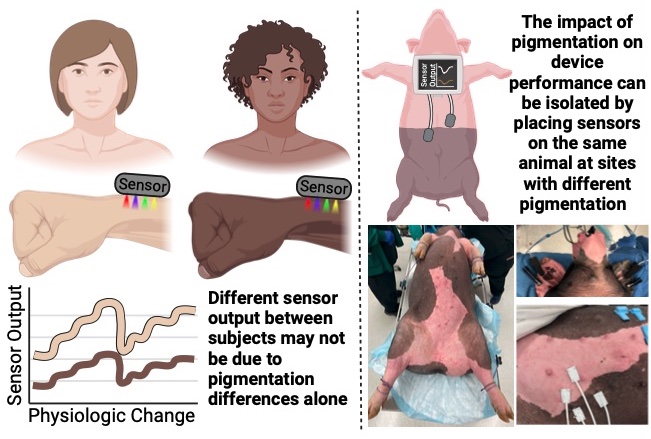 Sensor
Sensor
Sensor Output
Physiologic Change
Different sensor
output between
subjects may not
be due to
pigmentation
differences alone
Sensor
Output
The impact of
pigmentation on
device
performance can
be isolated by
placing sensors
on the same
animal at sites
with different
pigmentation